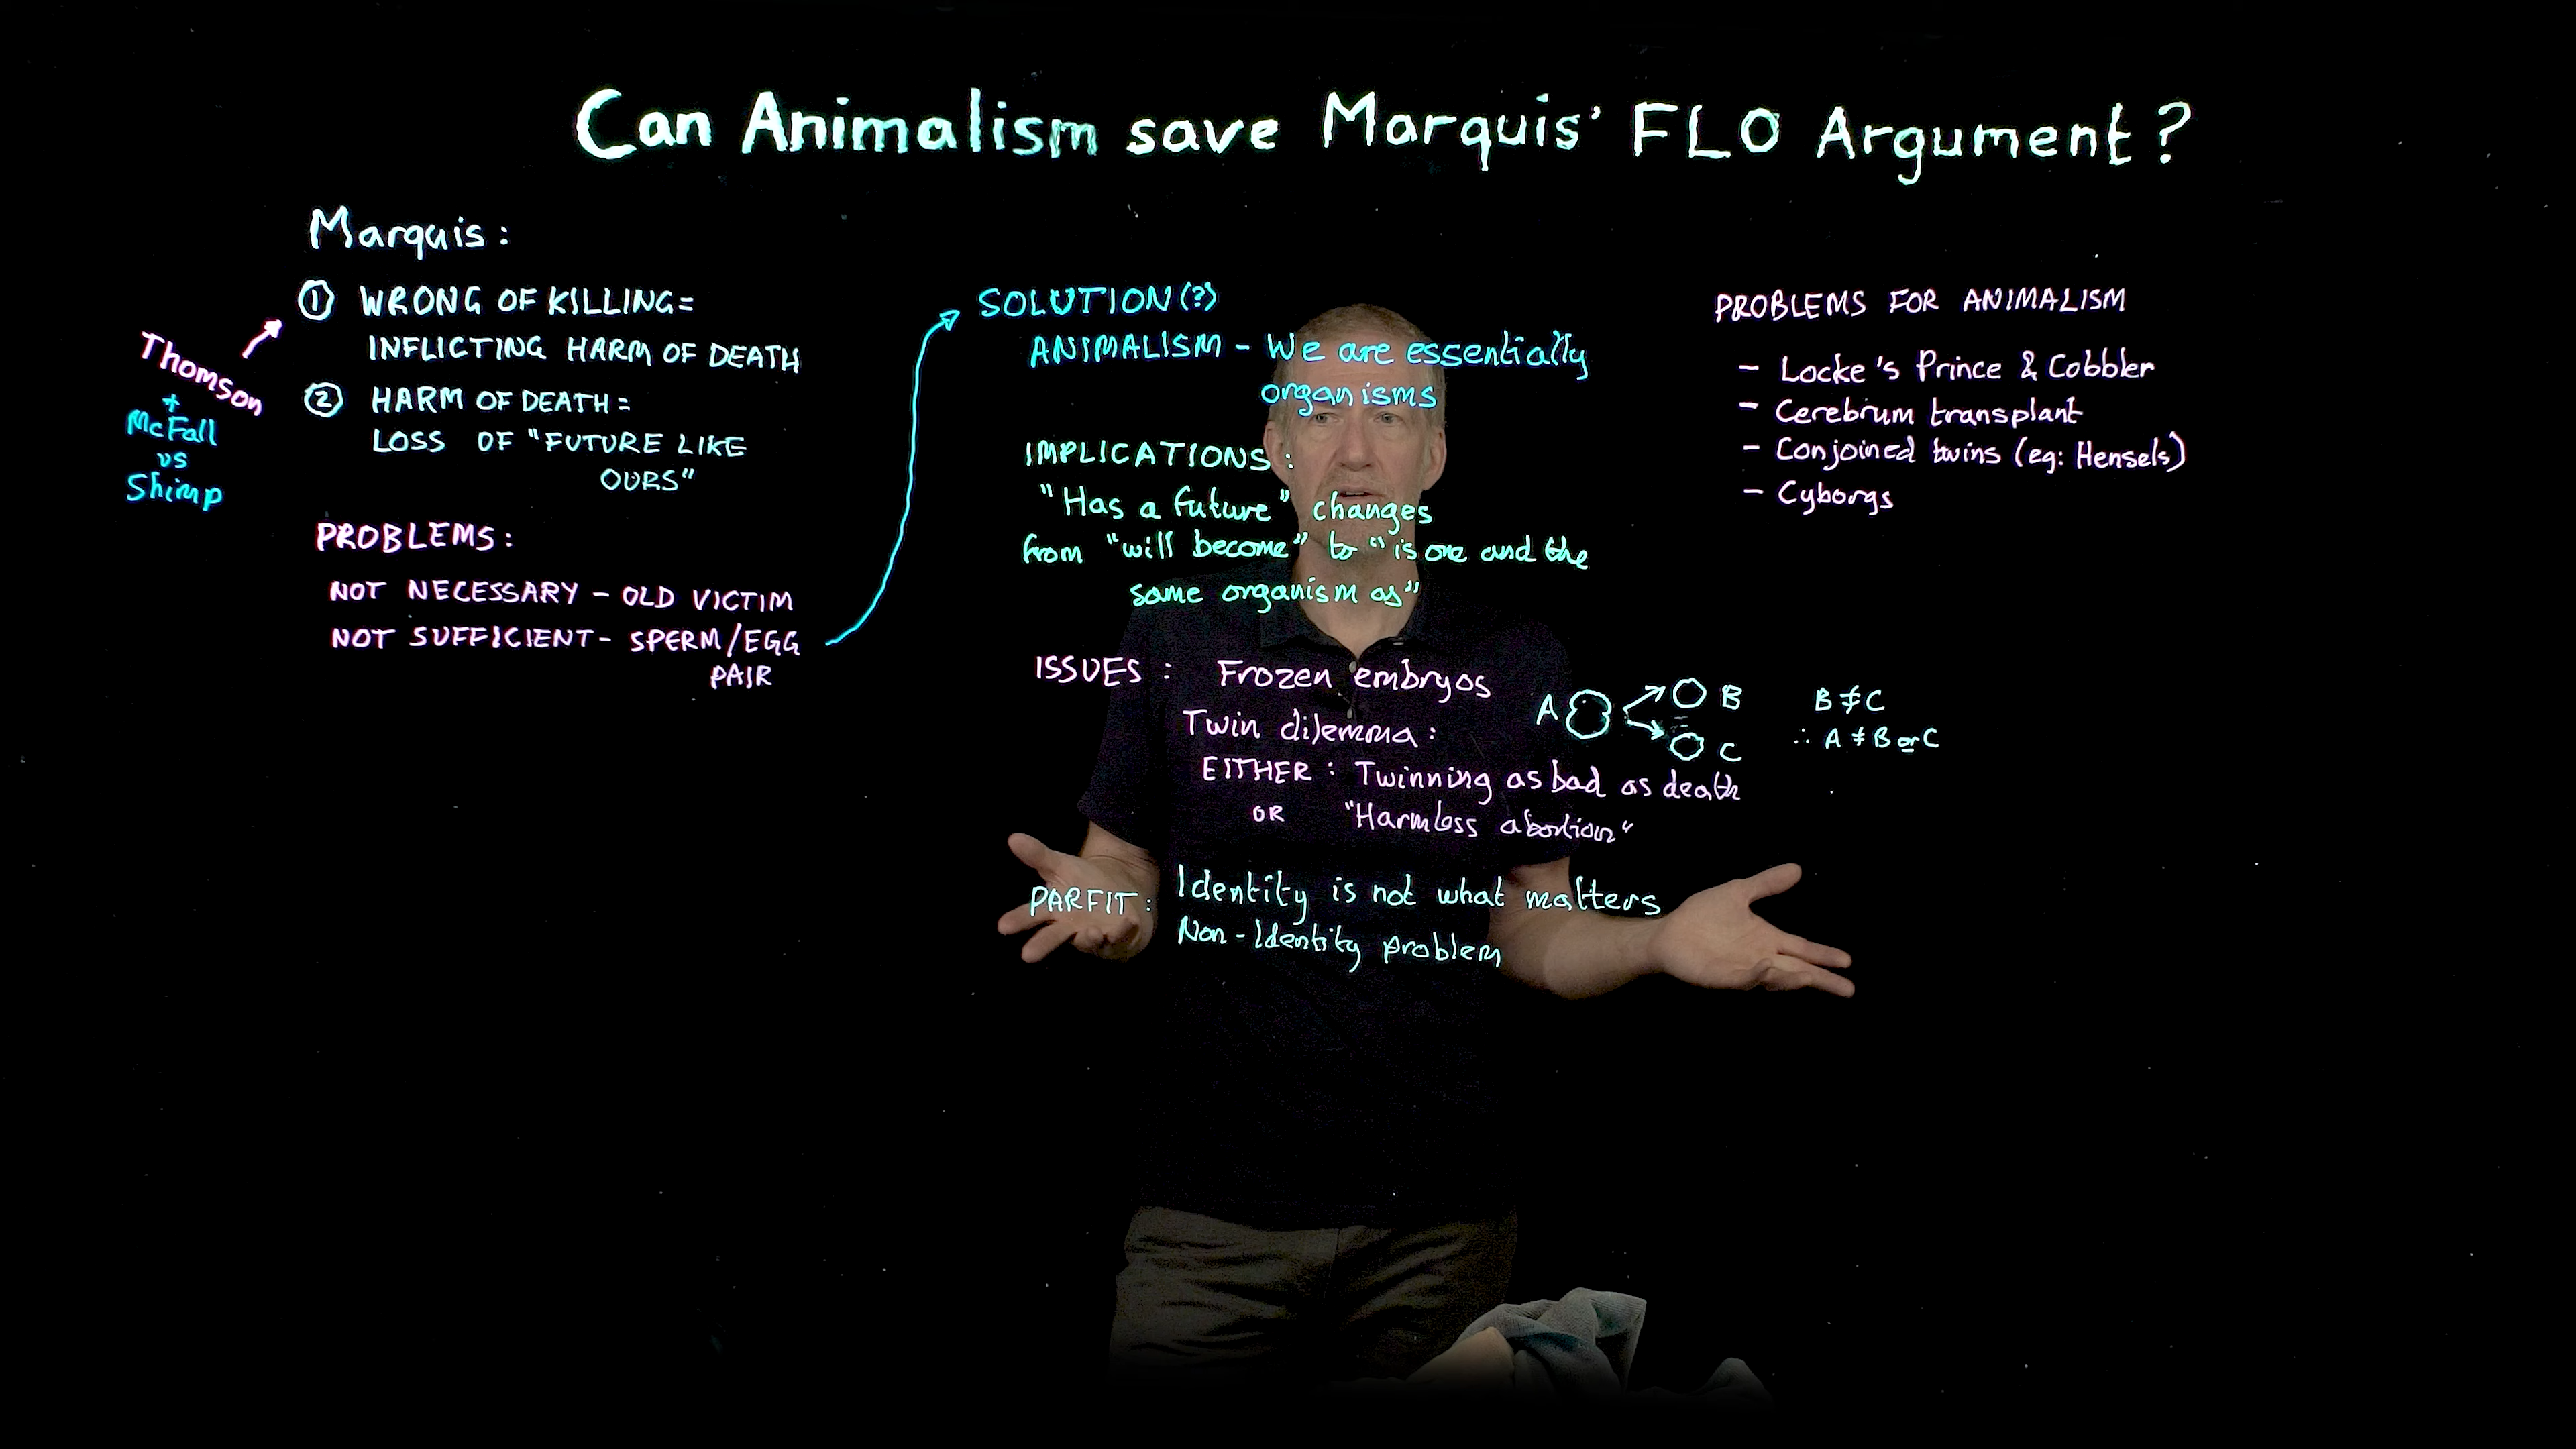 Can Animalism save Marquis' FLO Argument?
Marquis:
① WRONG OF KILLING =
INFLICTING HARM OF DEATH
② HARM OF DEATH =
LOSS OF "FUTURE LIKE
OURS"
Thomson
+
McFall
vs
Shimp
PROBLEMS:
NOT NECESSARY - OLD VICTIM
NOT SUFFICIENT - SPERM/EGG
PAIR
SOLUTION(?)
ANIMALISM - We are essentially
organisms
IMPLICATIONS:
"Has a future" changes
from "will become" to "is one and the
same organism as"
ISSUES: Frozen embryos
Twin dilemma:
EITHER: Twinning as bad as death
OR "Harmless abortion"
A B C
B ≠ C
∴ A ≠ B or C
PARFIT: Identity is not what matters
Non-Identity problem
PROBLEMS FOR ANIMALISM
- Locke's Prince & Cobbler
- Cerebrum transplant
- Conjoined twins (eg: Hensels)
- Cyborgs